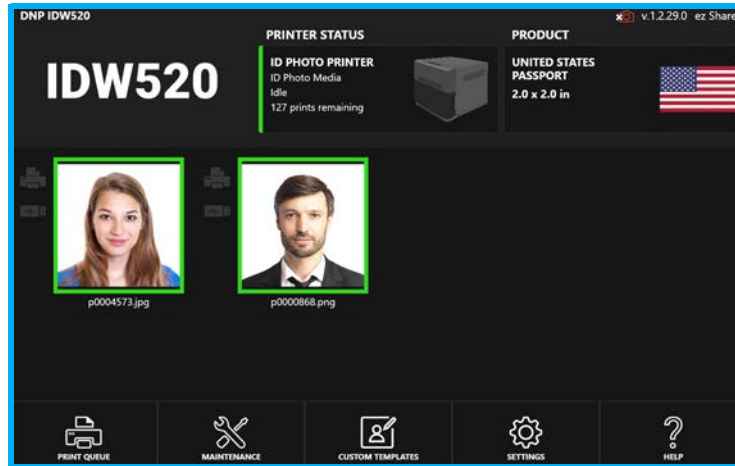 DNP IDW520
v.1.2.29.0 ez Share
PRINTER STATUS
PRODUCT
IDW520
ID PHOTO PRINTER
ID Photo Media
Idle
127 prints remaining
UNITED STATES
PASSPORT
2.0 x 2.0 in
p0004573.jpg
p0000868.png
PRINT QUEUE
MAINTENANCE
CUSTOM TEMPLATES
SETTINGS
HELP